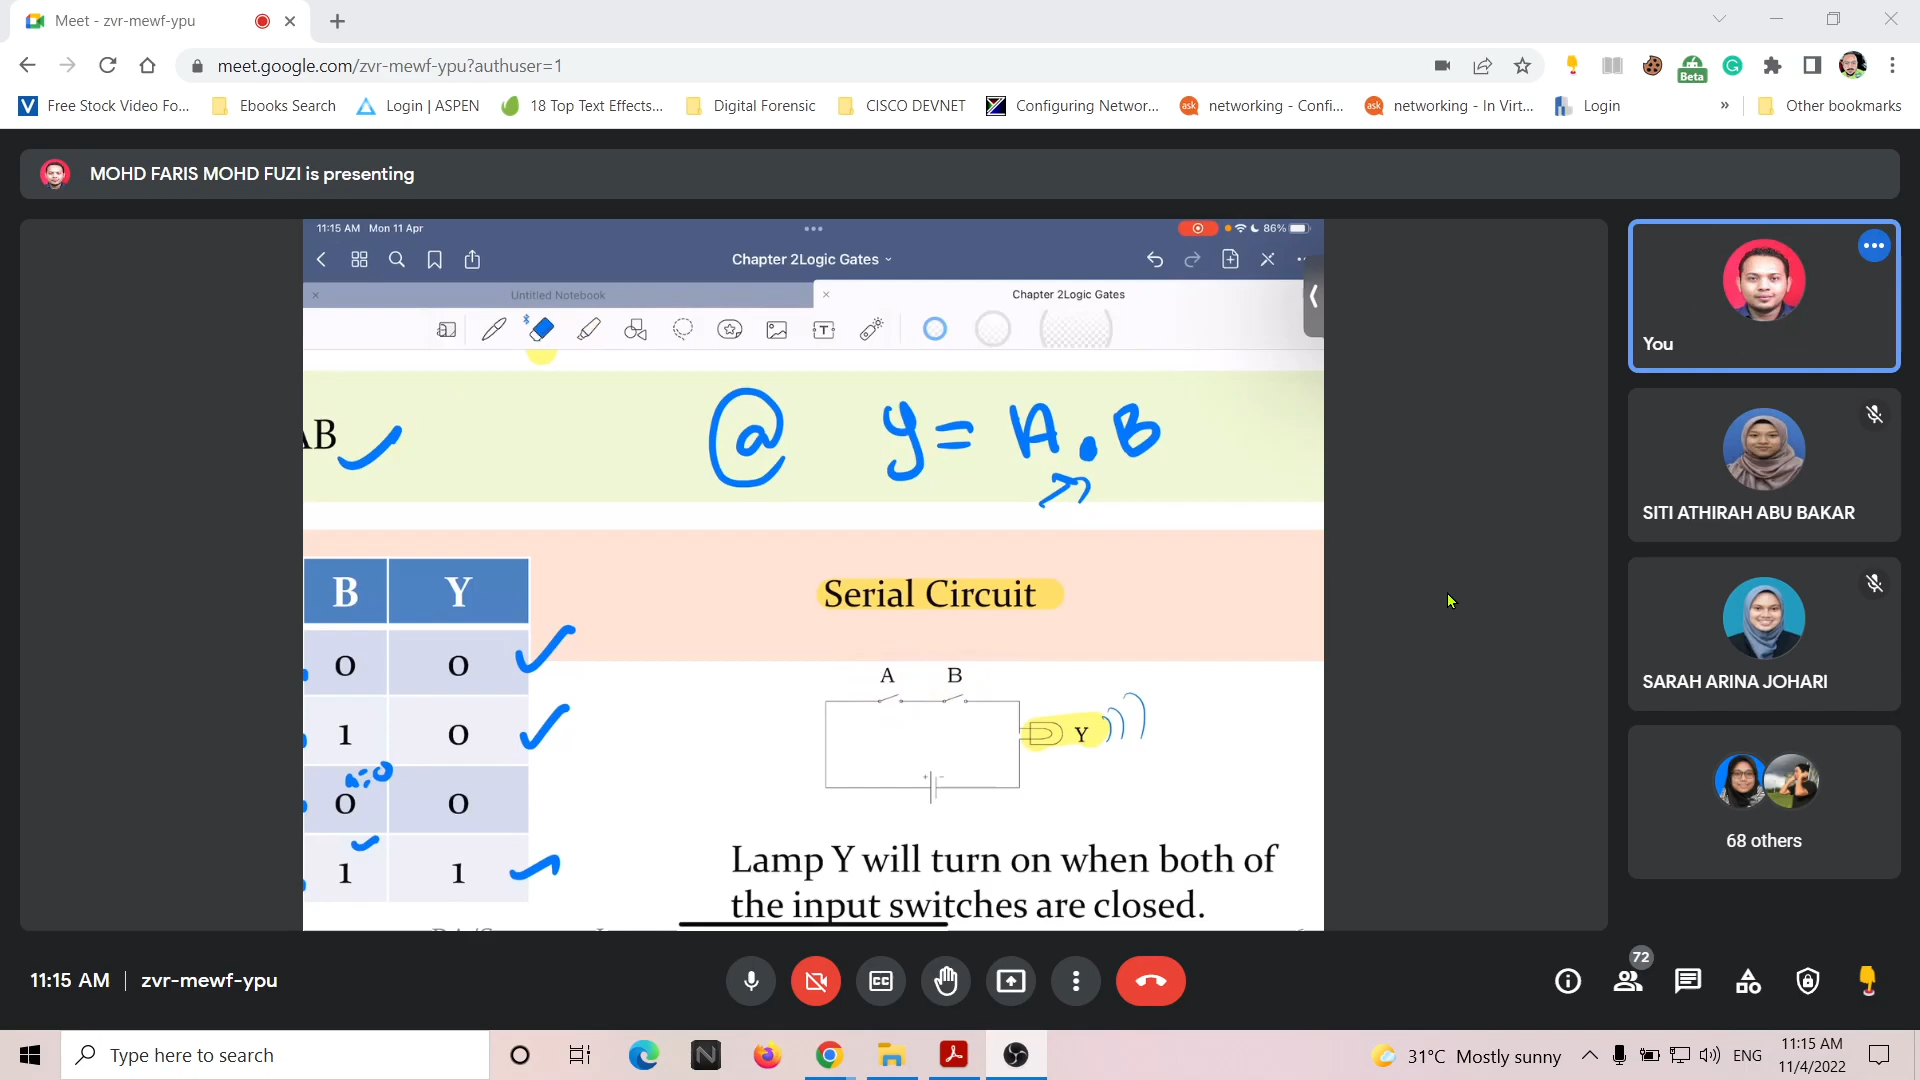 Meet - zvr-mewf-ypu
meet.google.com/zvr-mewf-ypu?authuser=1
Beta
Free Stock Video Fo...
Ebooks Search
Login | ASPEN
18 Top Text Effects...
Digital Forensic
CISCO DEVNET
Configuring Networ...
ask
networking - Confi...
ask
networking - In Virt...
Login
»
Other bookmarks
MOHD FARIS MOHD FUZI is presenting
11:15 AM Mon 11 Apr
86%
Chapter 2Logic Gates
Untitled Notebook
Chapter 2Logic Gates
AB
@ y = A.B
B Y
0 0
1 0
0 0
1 1
Serial Circuit
A B
Y
+ -
Lamp Y will turn on when both of
the input switches are closed.
You
SITI ATHIRAH ABU BAKAR
SARAH ARINA JOHARI
68 others
11:15 AM | zvr-mewf-ypu
72
Type here to search
31°C Mostly sunny
ENG
11:15 AM
11/4/2022